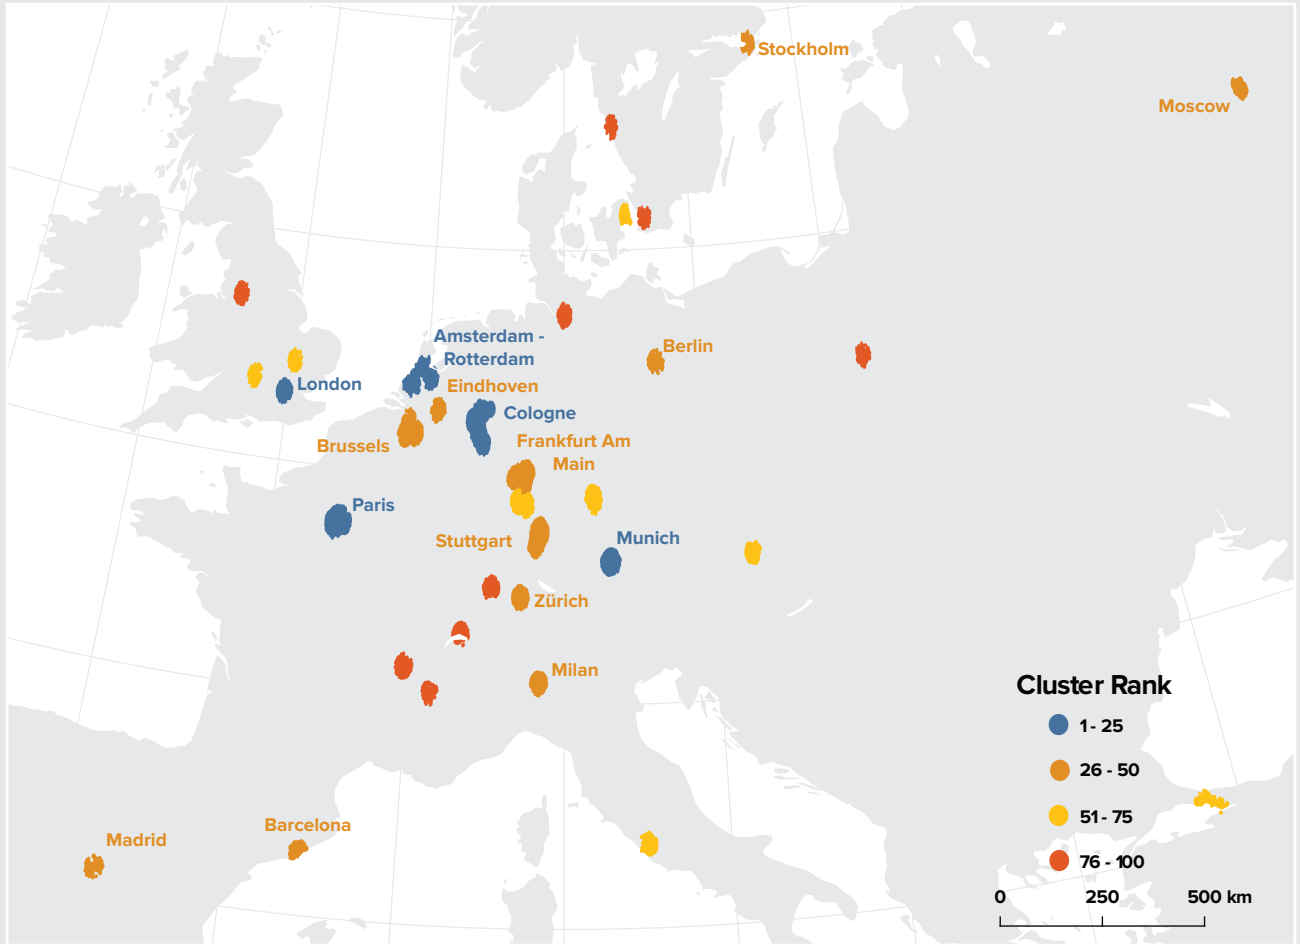 Stockholm
Moscow
Amsterdam -
Rotterdam
Berlin
Eindhoven
London
Cologne
Brussels
Frankfurt Am
Main
Paris
Stuttgart
Munich
Zürich
Milan
Cluster Rank
1 - 25
26 - 50
51 - 75
76 - 100
Barcelona
Madrid
0 250 500 km